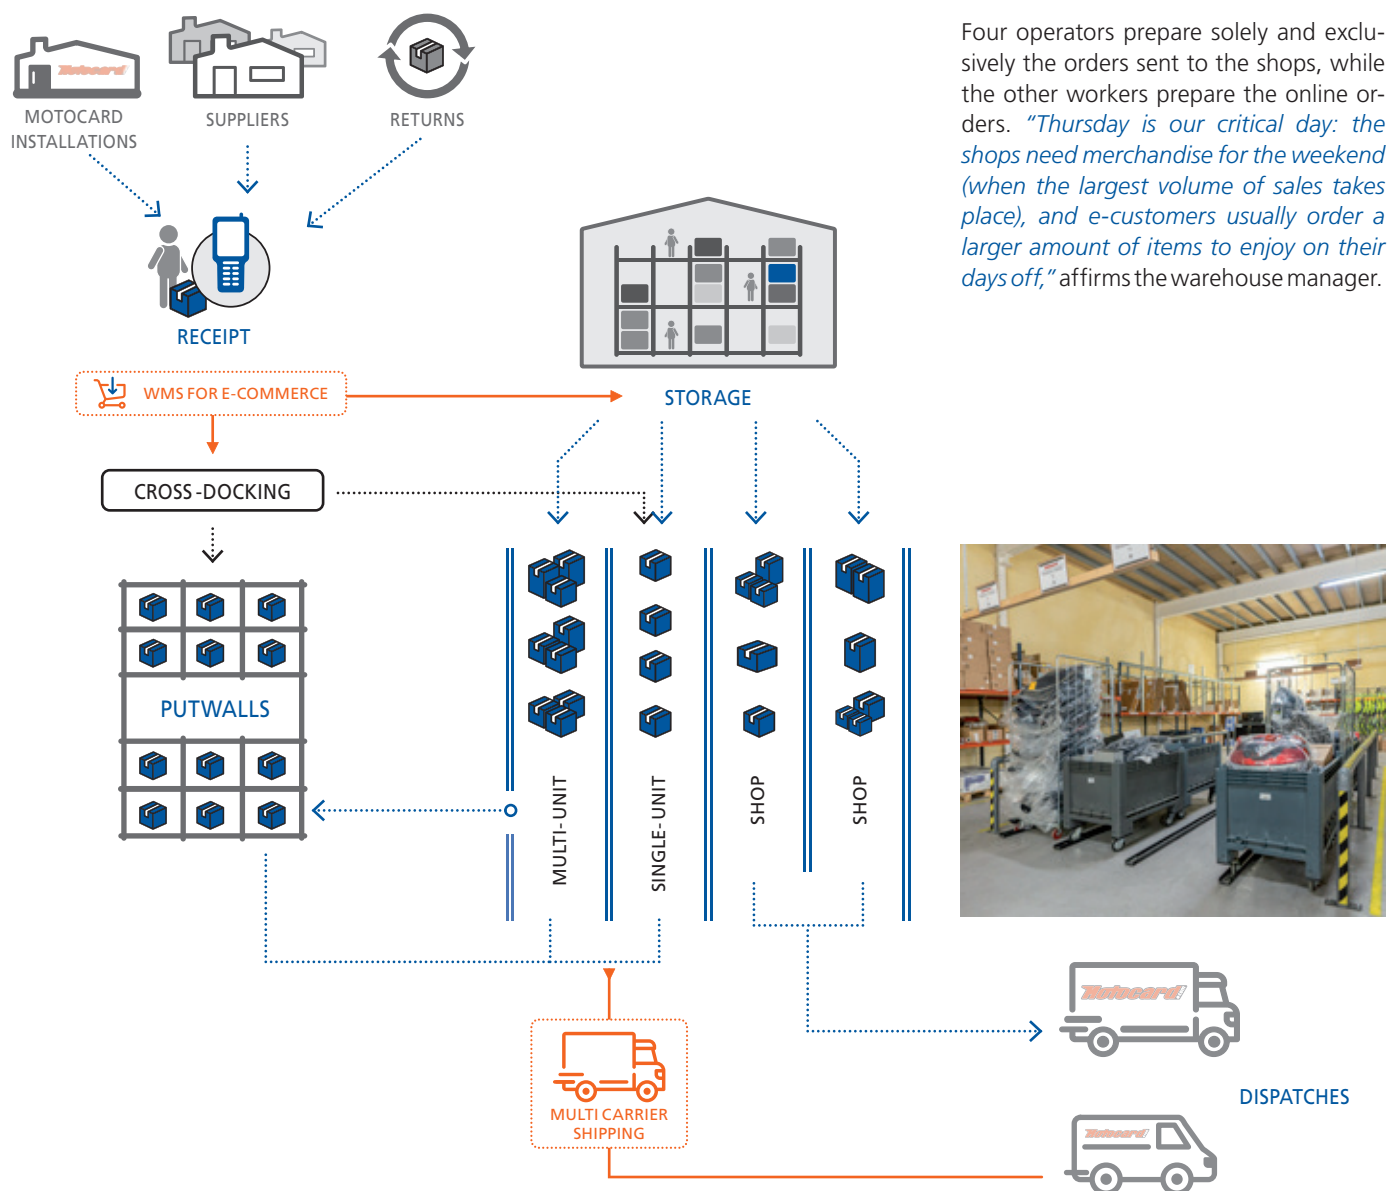 Four operators prepare solely and exclu-
sively the orders sent to the shops, while
the other workers prepare the online or-
ders. “Thursday is our critical day: the
shops need merchandise for the weekend
(when the largest volume of sales takes
place), and e-customers usually order a
larger amount of items to enjoy on their
days off,” affirms the warehouse manager.
Motocard
MOTOCARD
INSTALLATIONS
SUPPLIERS
RETURNS
RECEIPT
WMS FOR E-COMMERCE
STORAGE
CROSS-DOCKING
PUTWALLS
MULTI-UNIT
SINGLE-UNIT
SHOP
SHOP
MULTI CARRIER
SHIPPING
Motocard
DISPATCHES
Motocard